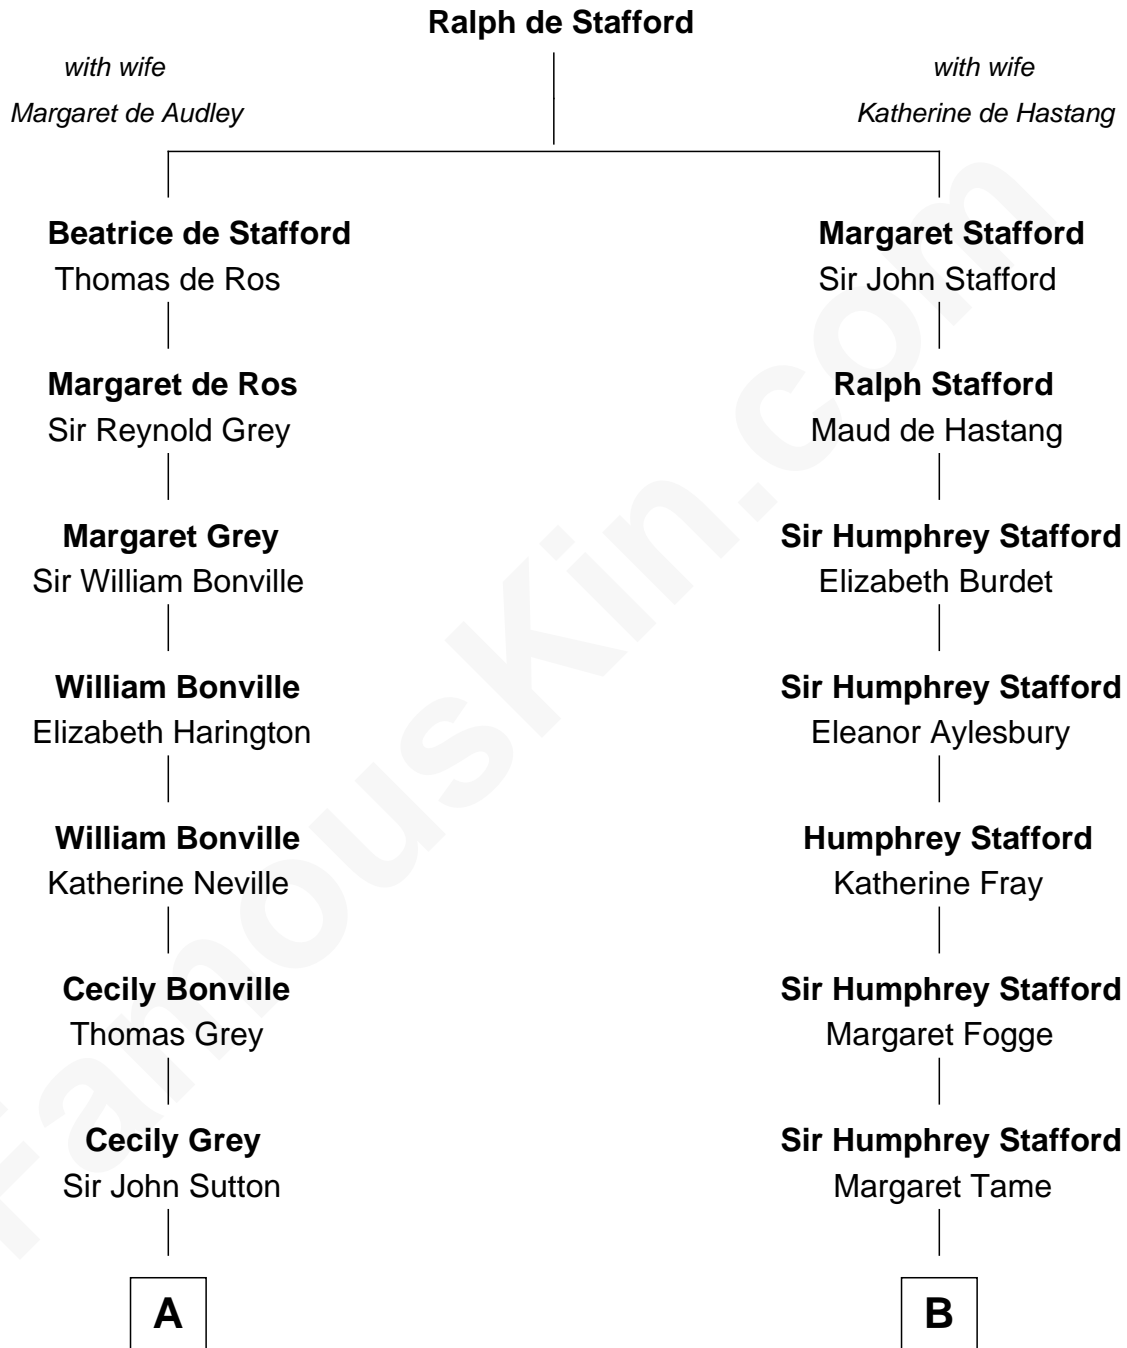 Ralph de Stafford
with wife
Margaret de Audley
with wife
Katherine de Hastang
Beatrice de Stafford
Thomas de Ros
Margaret de Ros
Sir Reynold Grey
Margaret Grey
Sir William Bonville
William Bonville
Elizabeth Harington
William Bonville
Katherine Neville
Cecily Bonville
Thomas Grey
Cecily Grey
Sir John Sutton
A
Margaret Stafford
Sir John Stafford
Ralph Stafford
Maud de Hastang
Sir Humphrey Stafford
Elizabeth Burdet
Sir Humphrey Stafford
Eleanor Aylesbury
Humphrey Stafford
Katherine Fray
Sir Humphrey Stafford
Margaret Fogge
Sir Humphrey Stafford
Margaret Tame
B
FamousKin.com